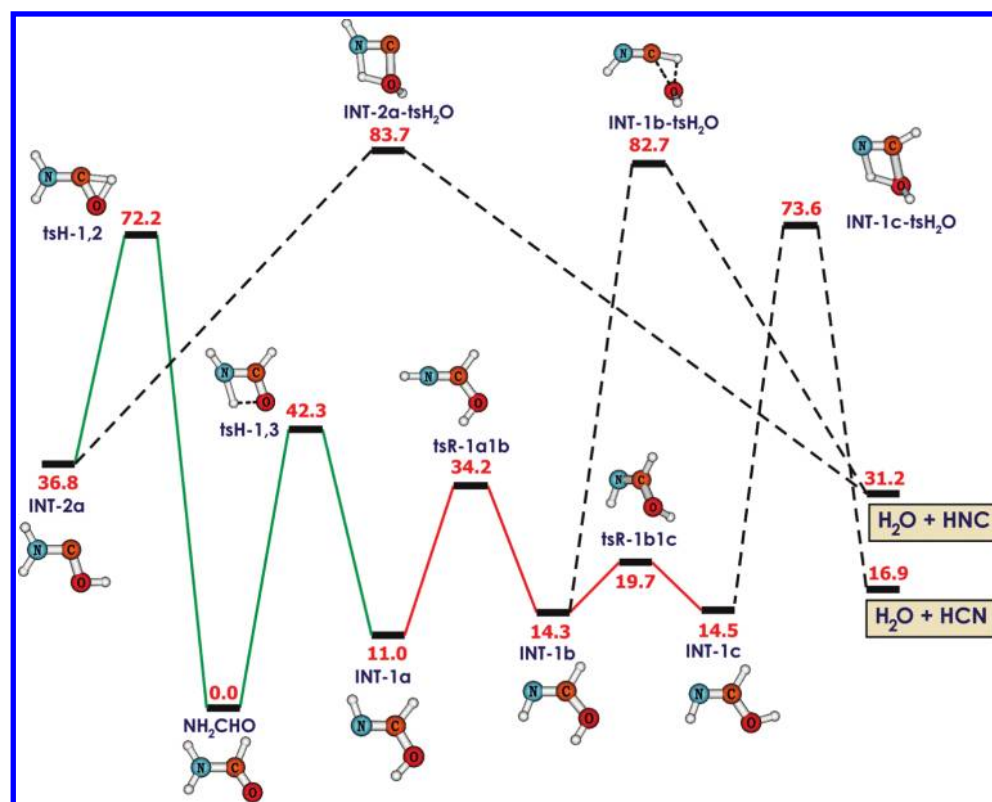 N C
O
INT-2a-tsH₂O
83.7
N C
O
INT-1b-tsH₂O
82.7
N C
O
INT-1c-tsH₂O
73.6
N C
O
tsH-1,2
72.2
N C
O
tsH-1,3
42.3
N C
O
tsR-1a1b
34.2
N C
O
tsR-1b1c
19.7
36.8
INT-2a
N C
O
31.2
H₂O + HNC
16.9
H₂O + HCN
0.0
NH₂CHO
N C
O
11.0
INT-1a
N C
O
14.3
INT-1b
N C
O
14.5
INT-1c
N C
O